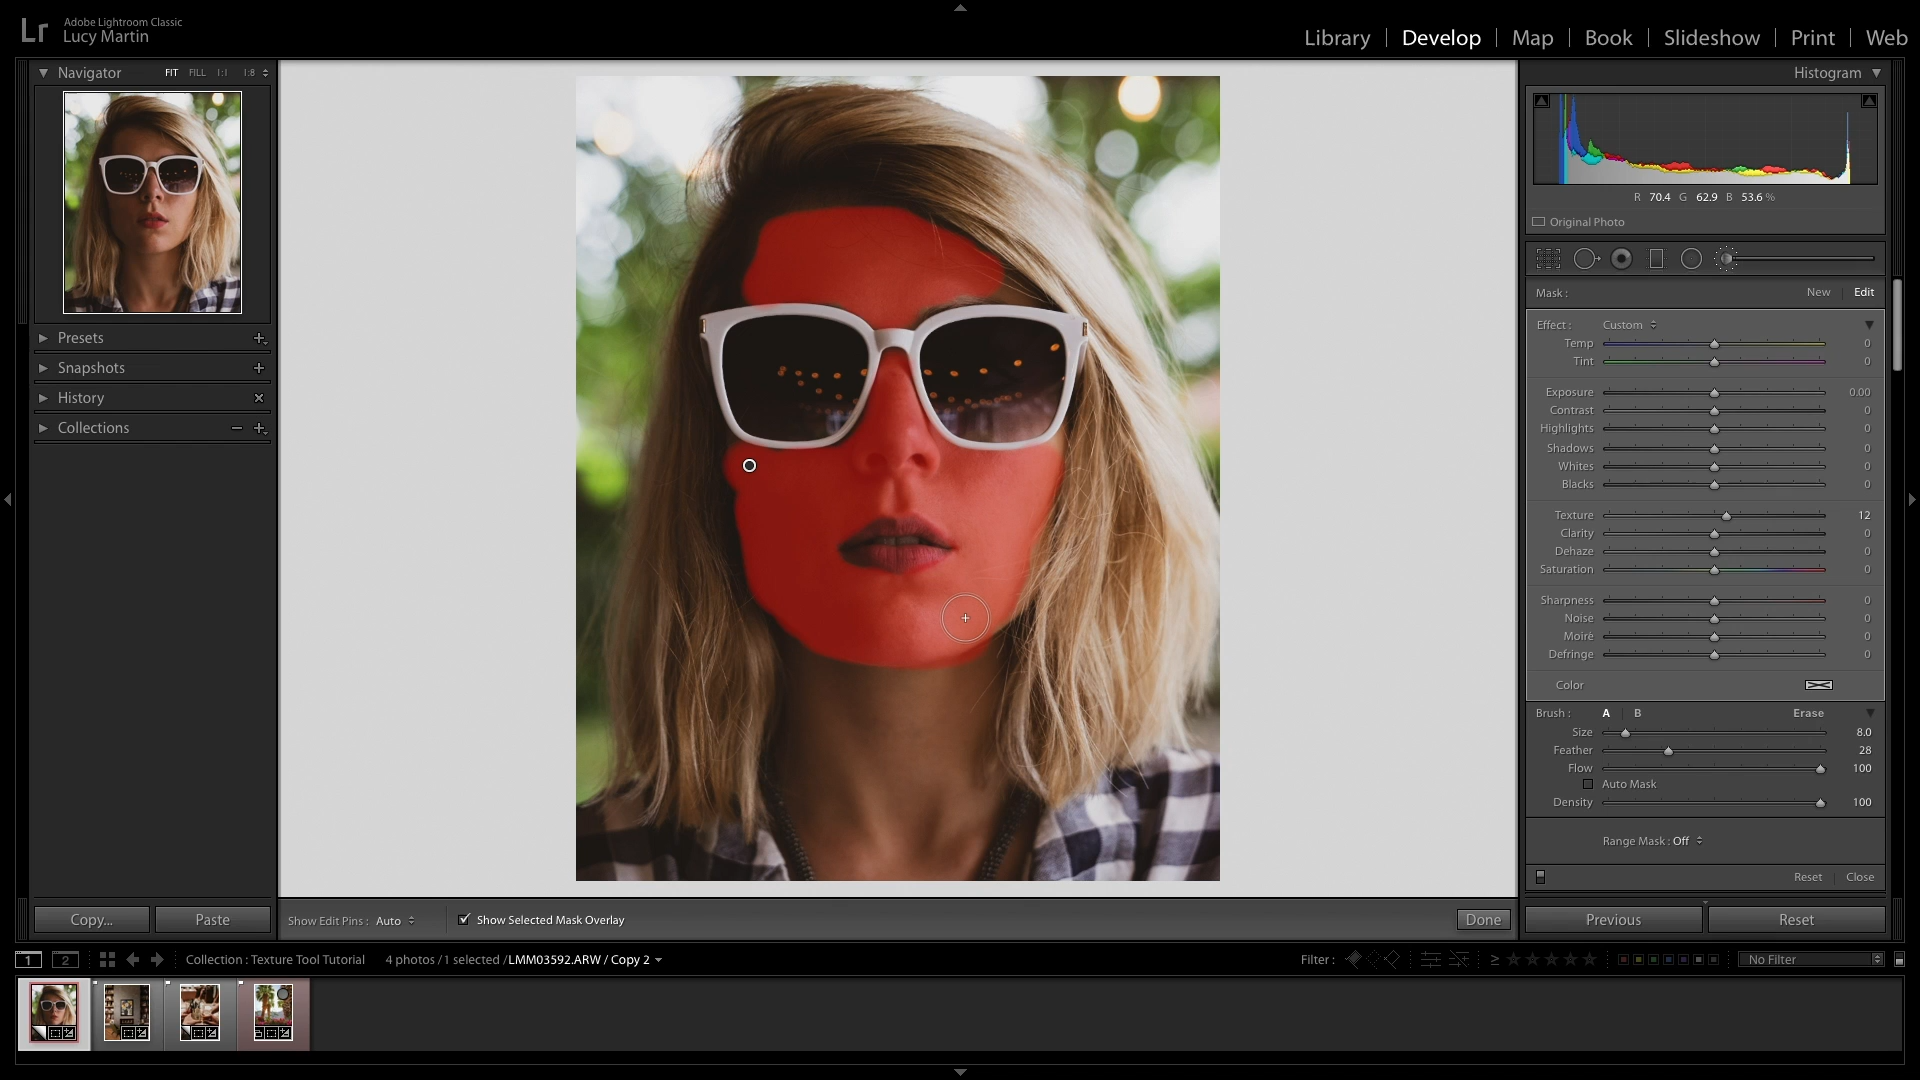 Lr
Adobe Lightroom Classic
Lucy Martin
Library | Develop | Map | Book | Slideshow | Print | Web
Navigator FIT FILL 1:1 1:8
Presets
Snapshots
History
Collections
Copy...
Paste
Histogram
R 70.4 G 62.9 B 53.6 %
Original Photo
Mask : New | Edit
Effect : Custom
Temp 0
Tint 0
Exposure 0.00
Contrast 0
Highlights 0
Shadows 0
Whites 0
Blacks 0
Texture 12
Clarity 0
Dehaze 0
Saturation 0
Sharpness 0
Noise 0
Moiré 0
Defringe 0
Color
Brush : A | B Erase
Size 8.0
Feather 28
Flow 100
Auto Mask
Density 100
Range Mask : Off
Reset | Close
Previous
Reset
Show Edit Pins : Auto
Show Selected Mask Overlay
Done
1 2
Collection : Texture Tool Tutorial
4 photos / 1 selected / LMM03592.ARW / Copy 2
Filter :
≥
No Filter